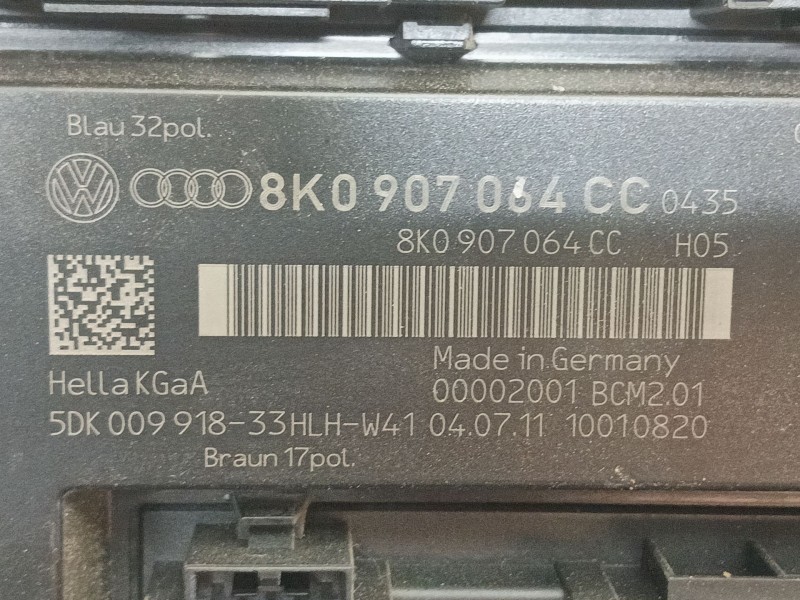 Blau 32pol.
8K0 907 064 CC 0435
8K0 907 064 CC H05
Made in Germany
Hella KGaA 00002001 BCM2.01
5DK 009 918-33HLH-W41 04.07.11 10010820
Braun 17pol.